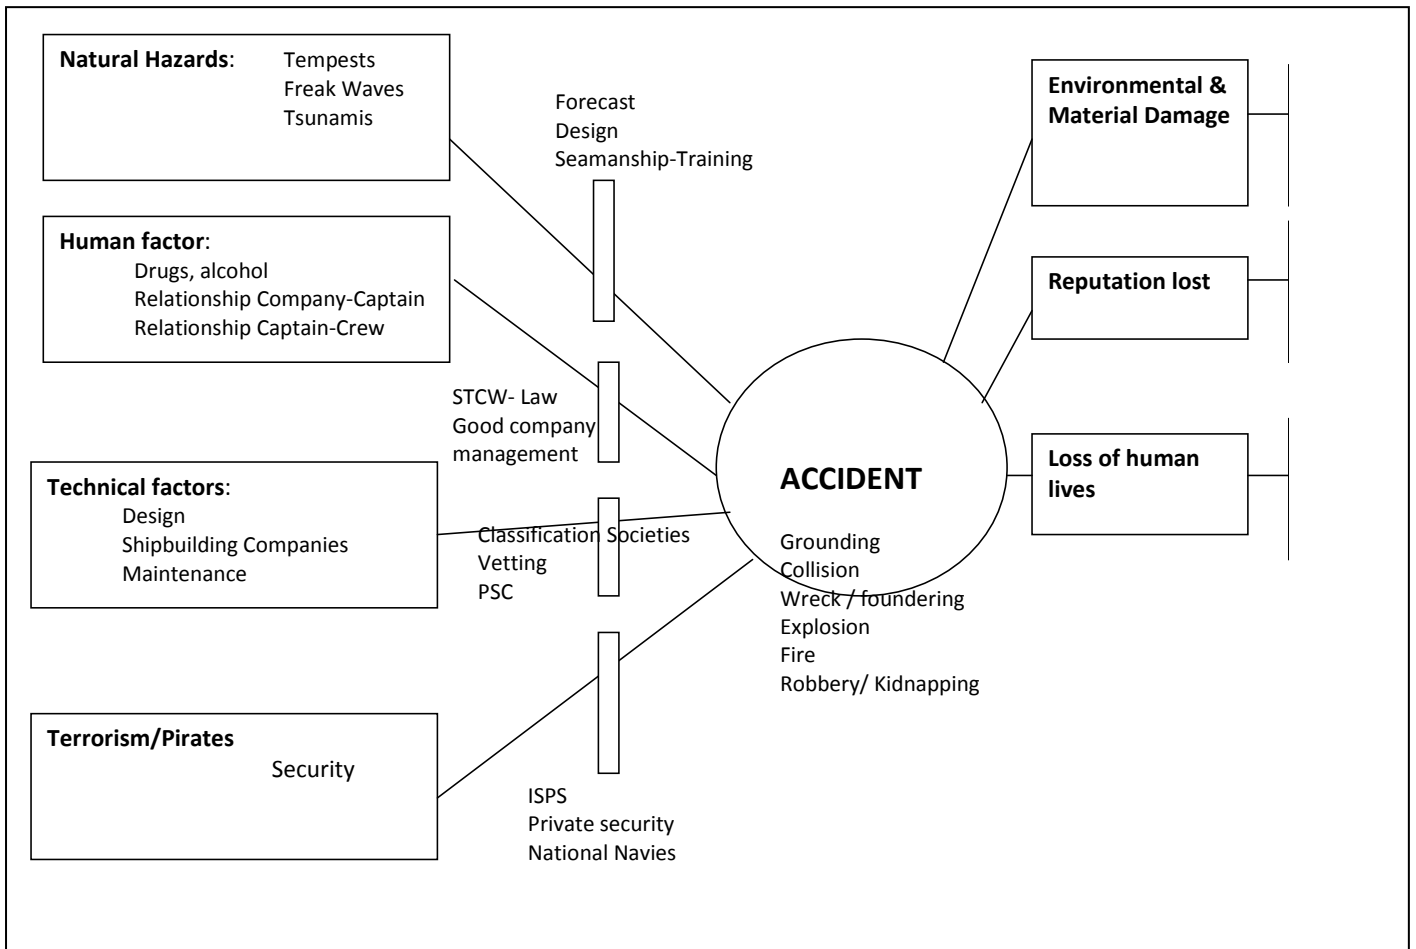 Natural Hazards: Tempests
Freak Waves
Tsunamis
Forecast
Design
Seamanship-Training
Human factor:
Drugs, alcohol
Relationship Company-Captain
Relationship Captain-Crew
STCW- Law
Good company
management
Technical factors:
Design
Shipbuilding Companies
Maintenance
Classification Societies
Vetting
PSC
Terrorism/Pirates
Security
ISPS
Private security
National Navies
ACCIDENT
Grounding
Collision
Wreck / foundering
Explosion
Fire
Robbery/ Kidnapping
Environmental &
Material Damage
Reputation lost
Loss of human
lives